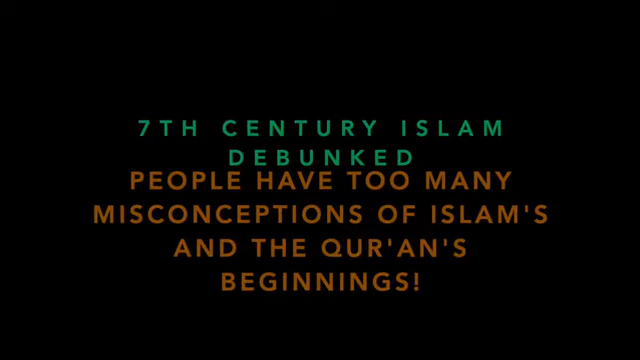 7TH CENTURY ISLAM
DEBUNKED
PEOPLE HAVE TOO MANY
MISCONCEPTIONS OF ISLAM'S
AND THE QUR'AN'S
BEGINNINGS!